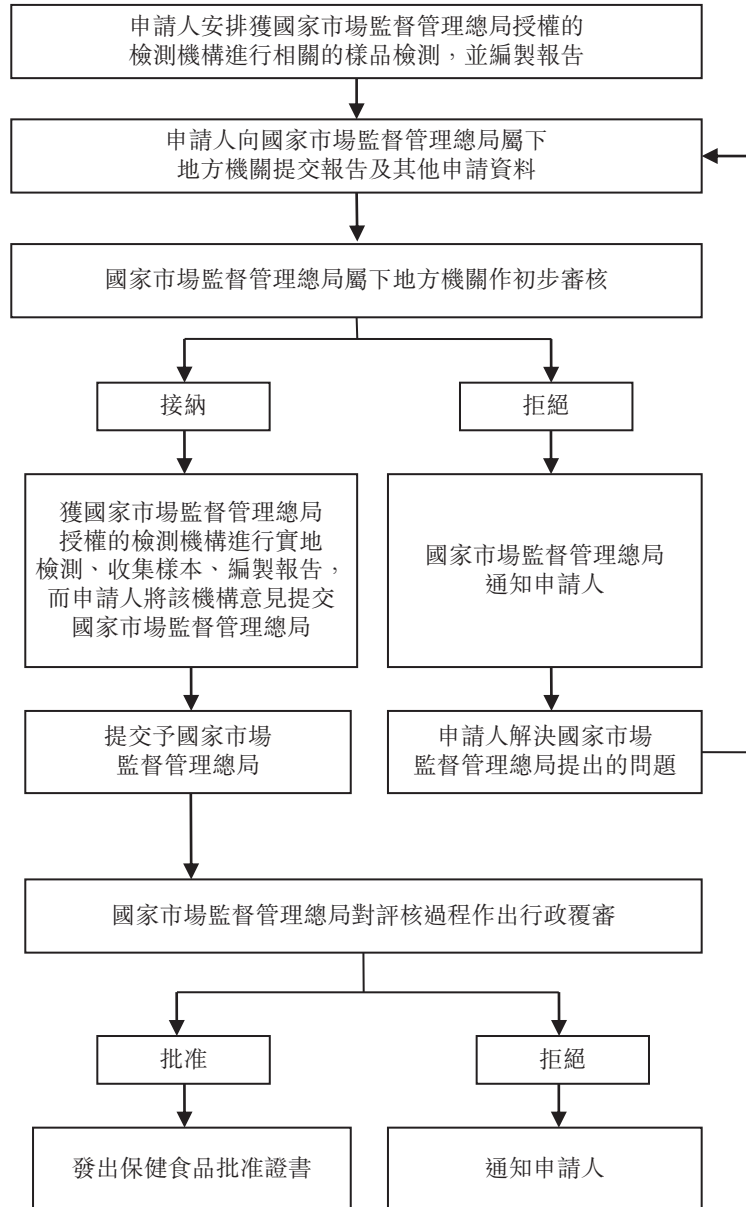 申請人安排獲國家市場監督管理總局授權的
檢測機構進行相關的樣品檢測，並編製報告
申請人向國家市場監督管理總局屬下
地方機關提交報告及其他申請資料
國家市場監督管理總局屬下地方機關作初步審核
接納
拒絕
獲國家市場監督管理總局
授權的檢測機構進行實地
檢測、收集樣本、編製報告，
而申請人將該機構意見提交
國家市場監督管理總局
國家市場監督管理總局
通知申請人
提交予國家市場
監督管理總局
申請人解決國家市場
監督管理總局提出的問題
國家市場監督管理總局對評核過程作出行政覆審
批准
拒絕
發出保健食品批准證書
通知申請人